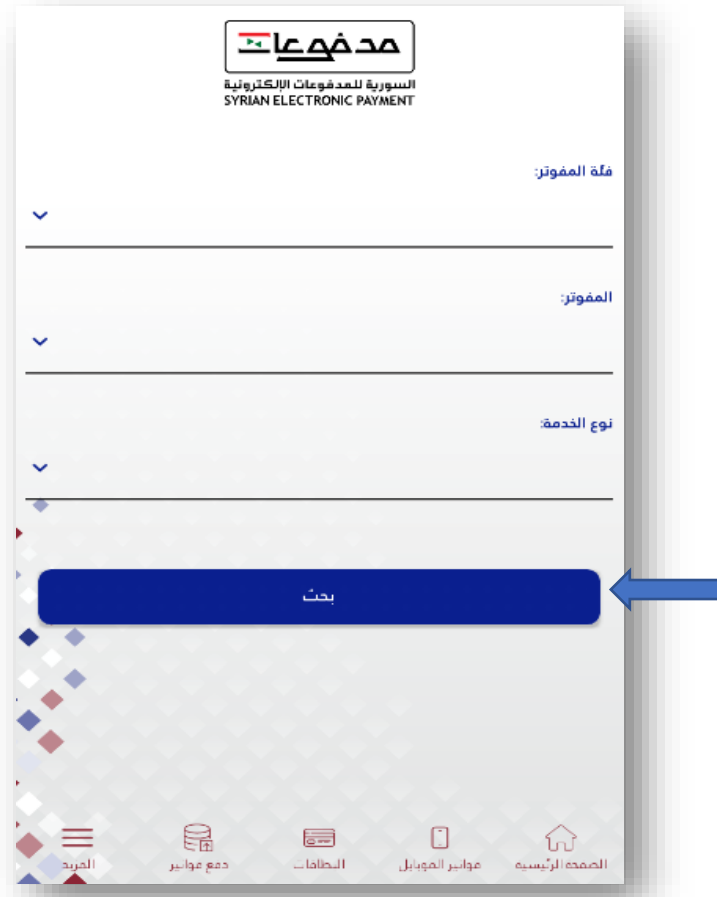 مدفوعات
السورية للمدفوعات الإلكترونية
SYRIAN ELECTRONIC PAYMENT
فئة المفوتر:
المفوتر:
نوع الخدمة:
بحث
الصفحة الرئيسية
فواتير الموبايل
البطاقات
دفع فواتير
المزيد